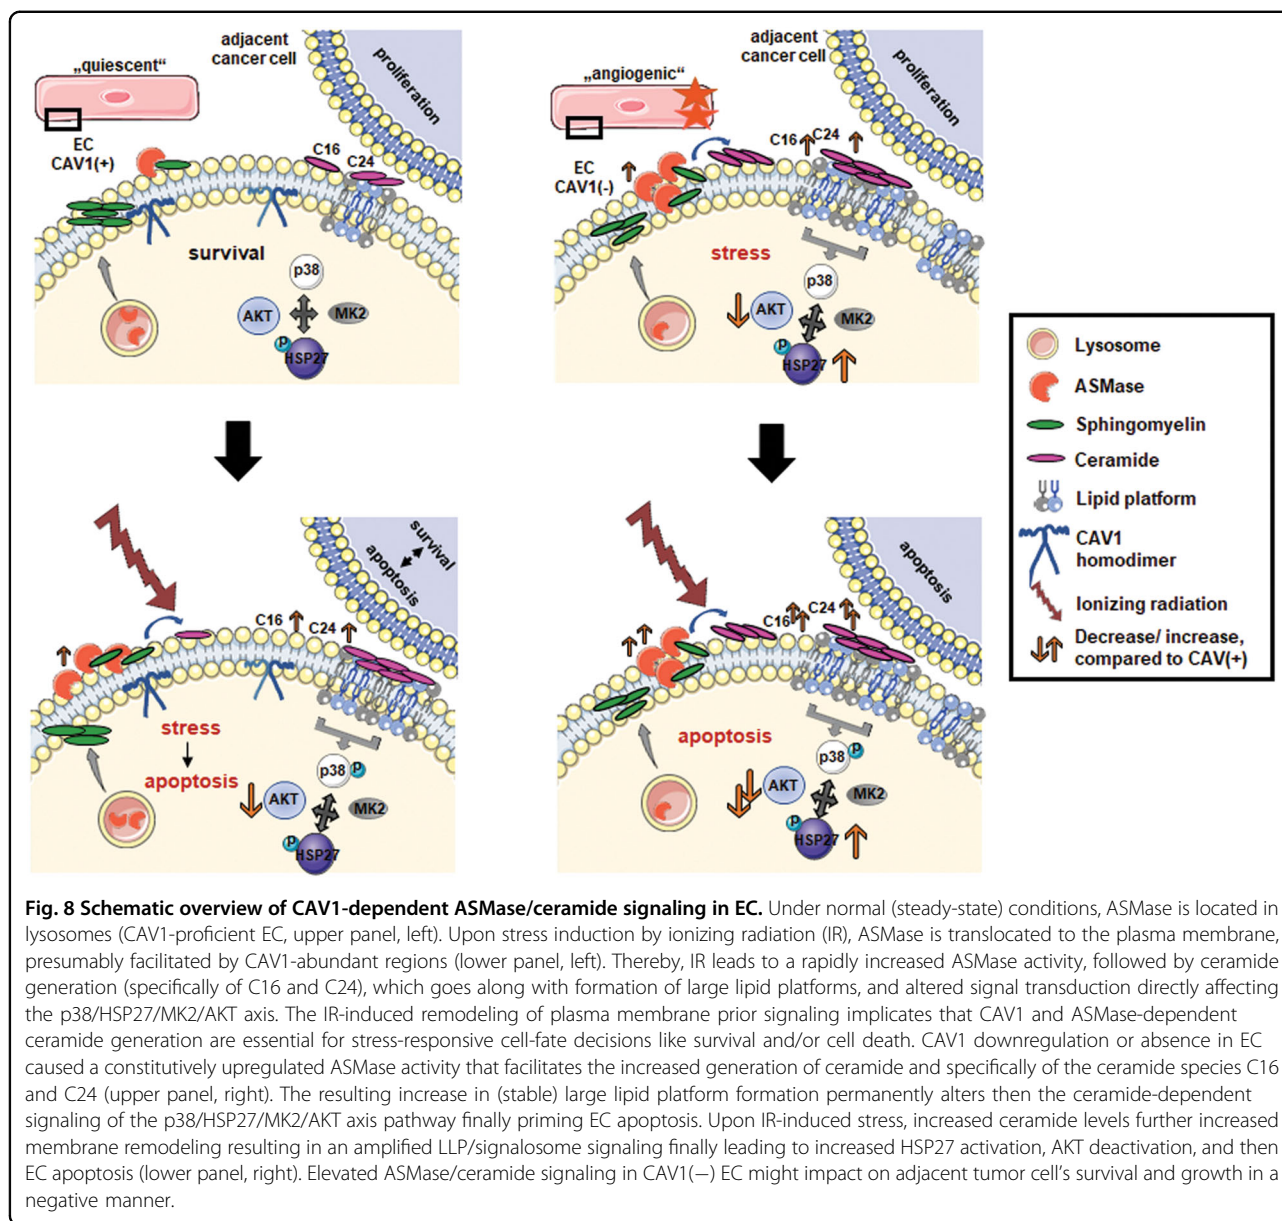 adjacent
cancer cell
proliferation
„quiescent“
EC
CAV1(+)
C16
C24
survival
p38
AKT
MK2
p
HSP27
adjacent
cancer cell
proliferation
„angiogenic“
EC
CAV1(-)
C16
C24
stress
p38
AKT
MK2
p
HSP27
survival
apoptosis
C16
C24
stress
apoptosis
p38
p
AKT
MK2
p
HSP27
apoptosis
C16
C24
apoptosis
p38
p
AKT
MK2
p
HSP27
Lysosome
ASMase
Sphingomyelin
Ceramide
Lipid platform
CAV1
homodimer
Ionizing radiation
Decrease/ increase,
compared to CAV(+)
Fig. 8 Schematic overview of CAV1-dependent ASMase/ceramide signaling in EC. Under normal (steady-state) conditions, ASMase is located in
lysosomes (CAV1-proficient EC, upper panel, left). Upon stress induction by ionizing radiation (IR), ASMase is translocated to the plasma membrane,
presumably facilitated by CAV1-abundant regions (lower panel, left). Thereby, IR leads to a rapidly increased ASMase activity, followed by ceramide
generation (specifically of C16 and C24), which goes along with formation of large lipid platforms, and altered signal transduction directly affecting
the p38/HSP27/MK2/AKT axis. The IR-induced remodeling of plasma membrane prior signaling implicates that CAV1 and ASMase-dependent
ceramide generation are essential for stress-responsive cell-fate decisions like survival and/or cell death. CAV1 downregulation or absence in EC
caused a constitutively upregulated ASMase activity that facilitates the increased generation of ceramide and specifically of the ceramide species C16
and C24 (upper panel, right). The resulting increase in (stable) large lipid platform formation permanently alters then the ceramide-dependent
signaling of the p38/HSP27/MK2/AKT axis pathway finally priming EC apoptosis. Upon IR-induced stress, increased ceramide levels further increased
membrane remodeling resulting in an amplified LLP/signalosome signaling finally leading to increased HSP27 activation, AKT deactivation, and then
EC apoptosis (lower panel, right). Elevated ASMase/ceramide signaling in CAV1(−) EC might impact on adjacent tumor cell’s survival and growth in a
negative manner.